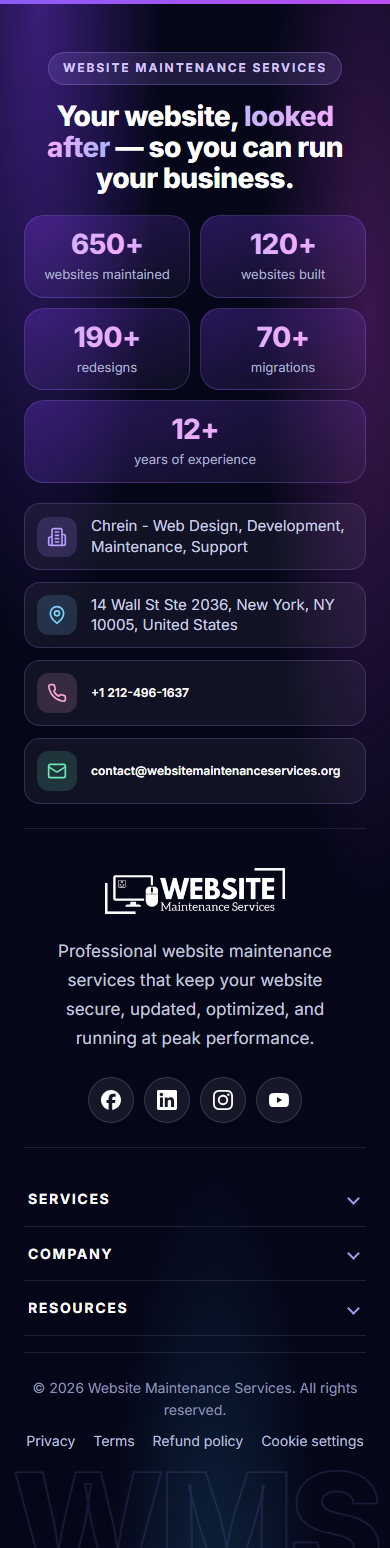 WEBSITE MAINTENANCE SERVICES
Your website, looked
after — so you can run
your business.
650+
websites maintained
120+
websites built
190+
redesigns
70+
migrations
12+
years of experience
Chrein - Web Design, Development,
Maintenance, Support
14 Wall St Ste 2036, New York, NY
10005, United States
+1 212-496-1637
contact@websitemaintenanceservices.org
WEBSITE
Maintenance Services
Professional website maintenance
services that keep your website
secure, updated, optimized, and
running at peak performance.
SERVICES
COMPANY
RESOURCES
© 2026 Website Maintenance Services. All rights
reserved.
Privacy Terms Refund policy Cookie settings
WMS